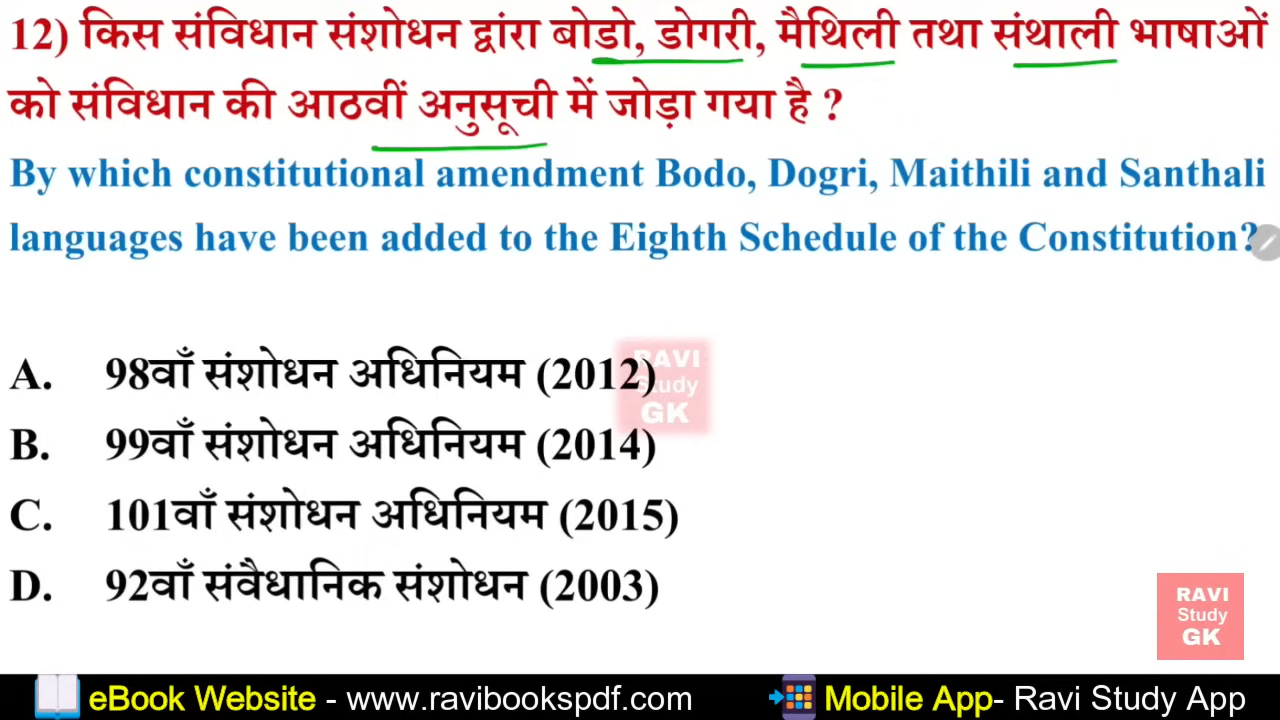 12) किस संविधान संशोधन द्वांरा बोडो, डोगरी, मैथिली तथा संथाली भाषाओं
को संविधान की आठवीं अनुसूची में जोड़ा गया है ?
By which constitutional amendment Bodo, Dogri, Maithili and Santhali
languages have been added to the Eighth Schedule of the Constitution?
A. 98वाँ संशोधन अधिनियम (2012)
B. 99वाँ संशोधन अधिनियम (2014)
C. 101वाँ संशोधन अधिनियम (2015)
D. 92वाँ संवैधानिक संशोधन (2003)
RAVI
Study
GK
RAVI
Study
GK
eBook Website - www.ravibookspdf.com
Mobile App- Ravi Study App